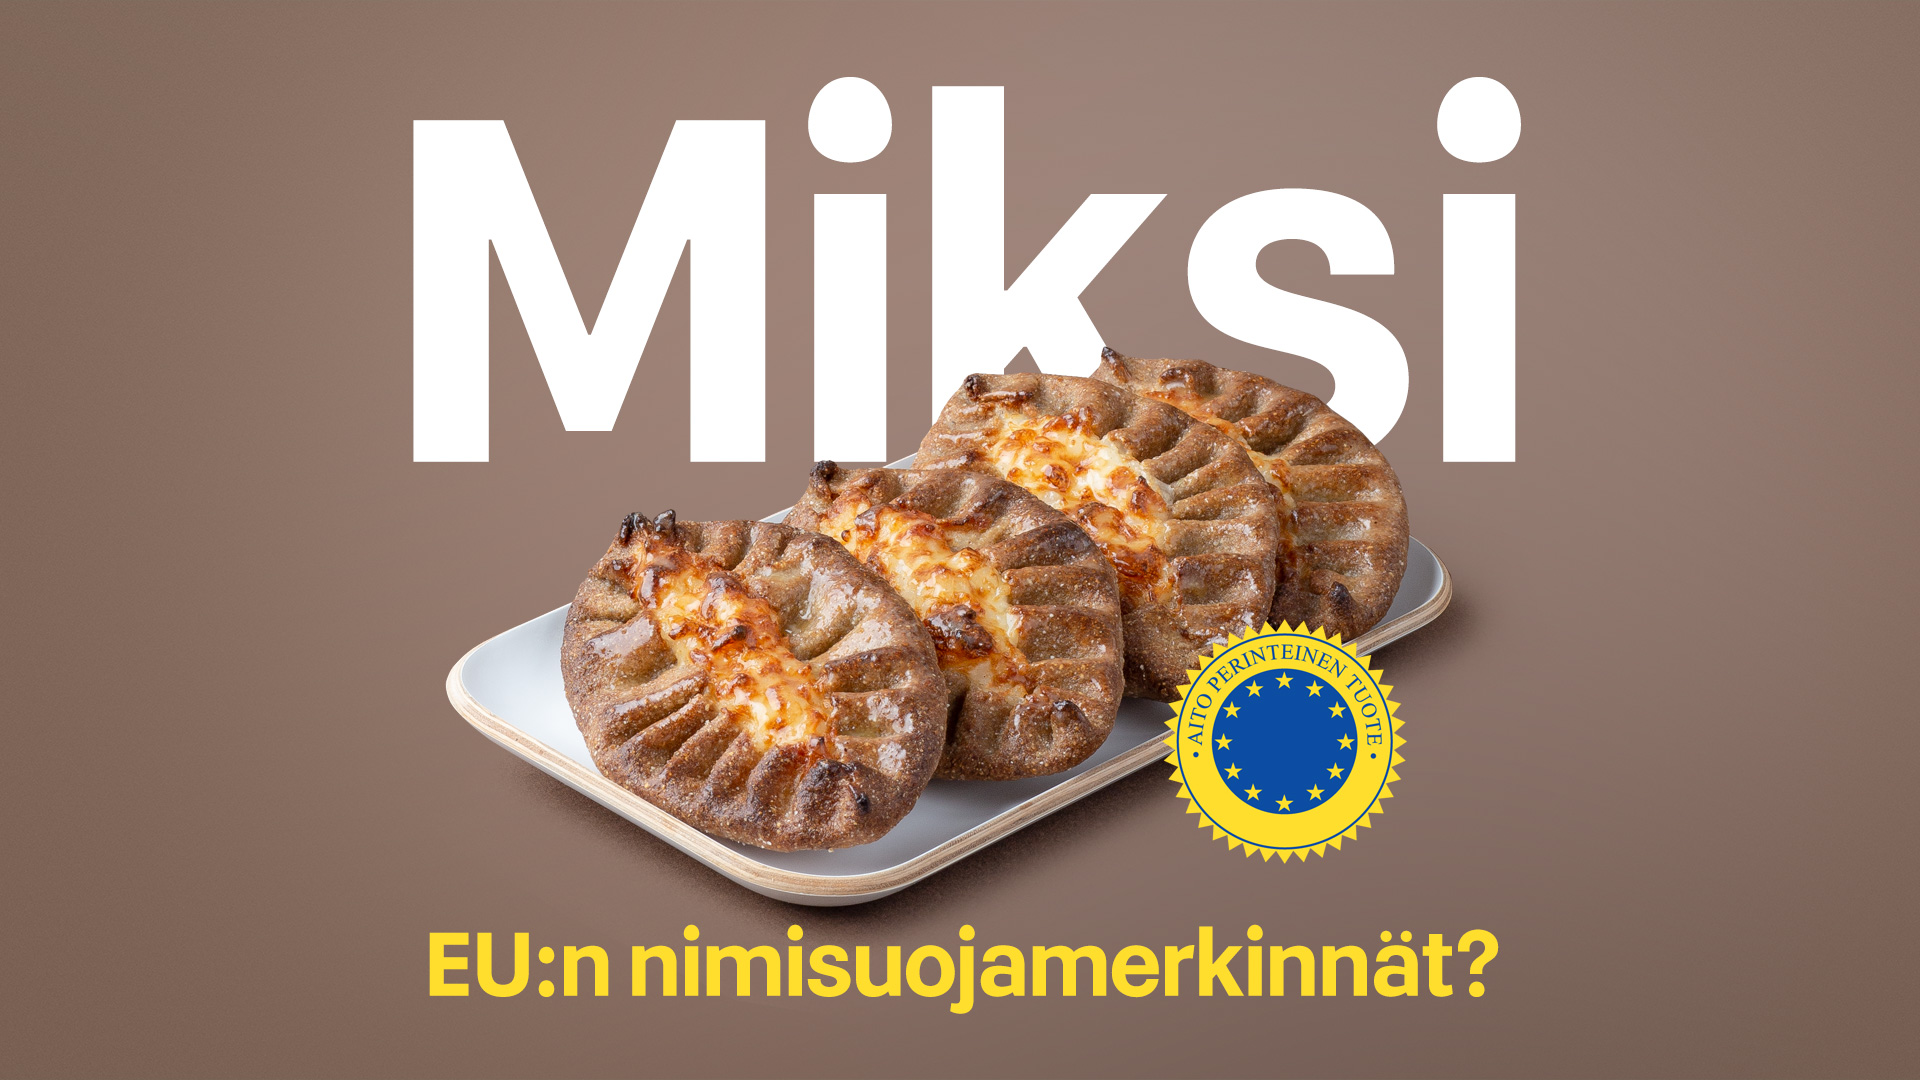 Miksi
• AITO PERINTEINEN TUOTE •
EU:n nimisuojamerkinnät?